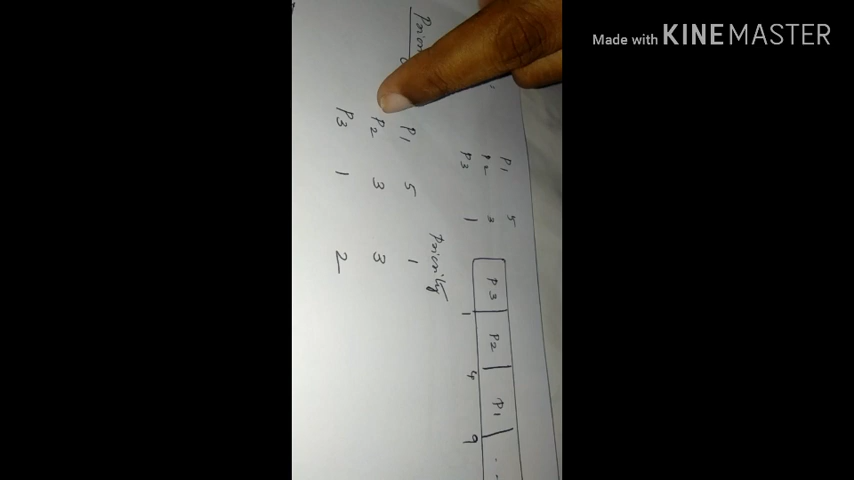 Made with KINEMASTER
P1 5
P2 3
P3 1
P3 P2 P1
1 4 9
Priority
P1 5 1
P2 3 3
P3 1 2